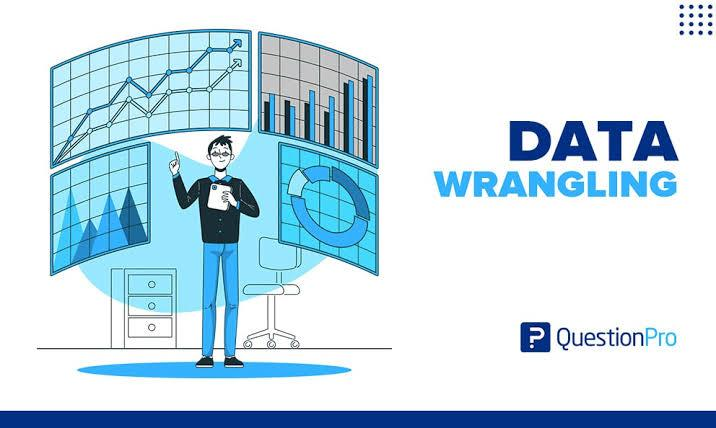 DATA
WRANGLING
QuestionPro